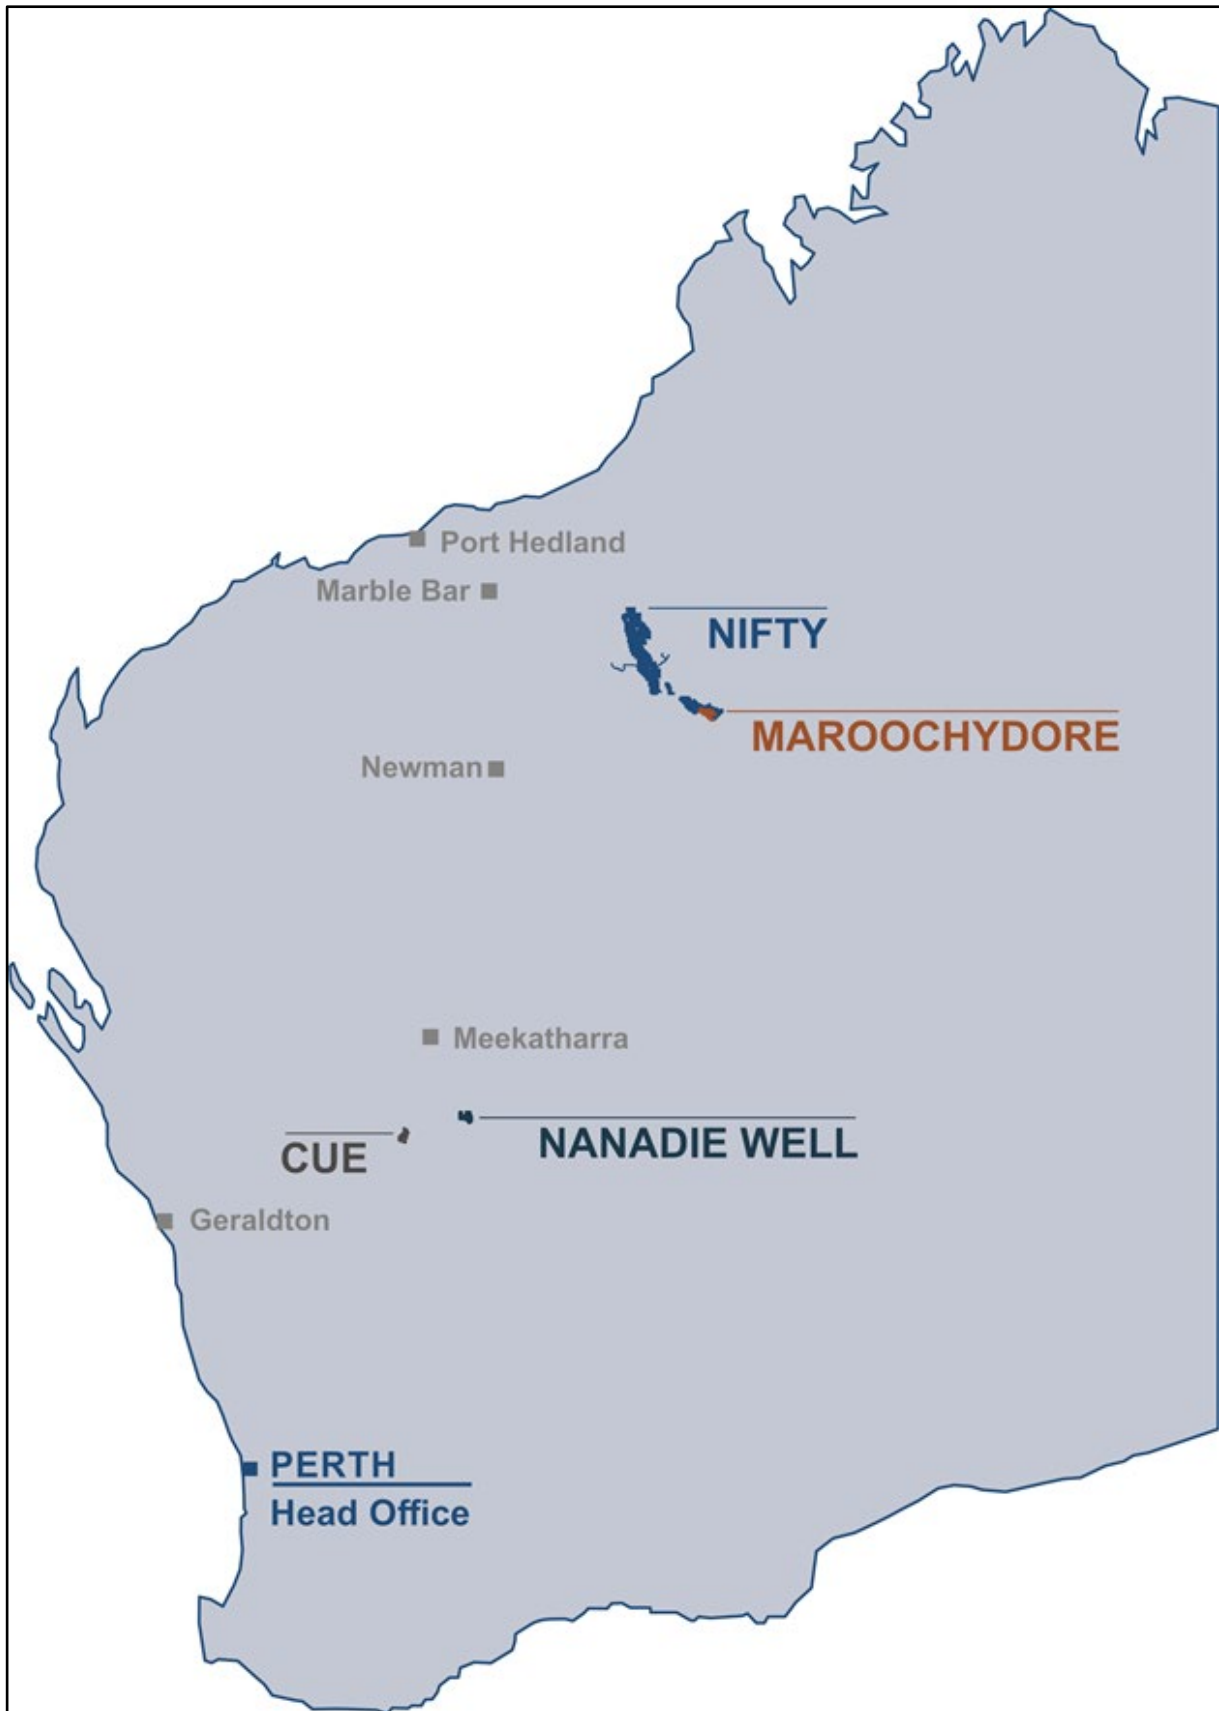 Port Hedland
Marble Bar
NIFTY
MAROOCHYDORE
Newman
Meekatharra
NANADIE WELL
CUE
Geraldton
PERTH
Head Office